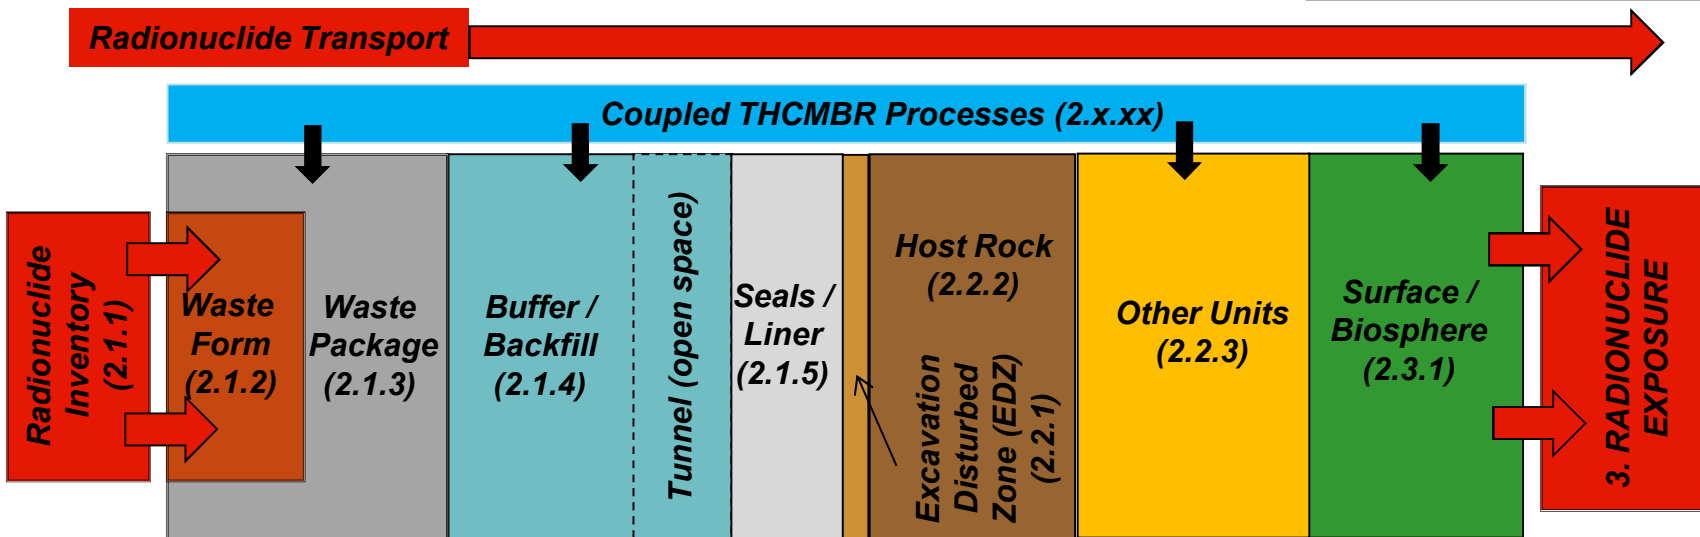 Radionuclide Transport
Coupled THCMBR Processes (2.x.xx)
Radionuclide
Inventory
(2.1.1)
Waste
Form
(2.1.2)
Waste
Package
(2.1.3)
Buffer /
Backfill
(2.1.4)
Tunnel (open space)
Seals /
Liner
(2.1.5)
Host Rock
(2.2.2)
Excavation
Disturbed
Zone (EDZ)
(2.2.1)
Other Units
(2.2.3)
Surface /
Biosphere
(2.3.1)
3. RADIONUCLIDE
EXPOSURE